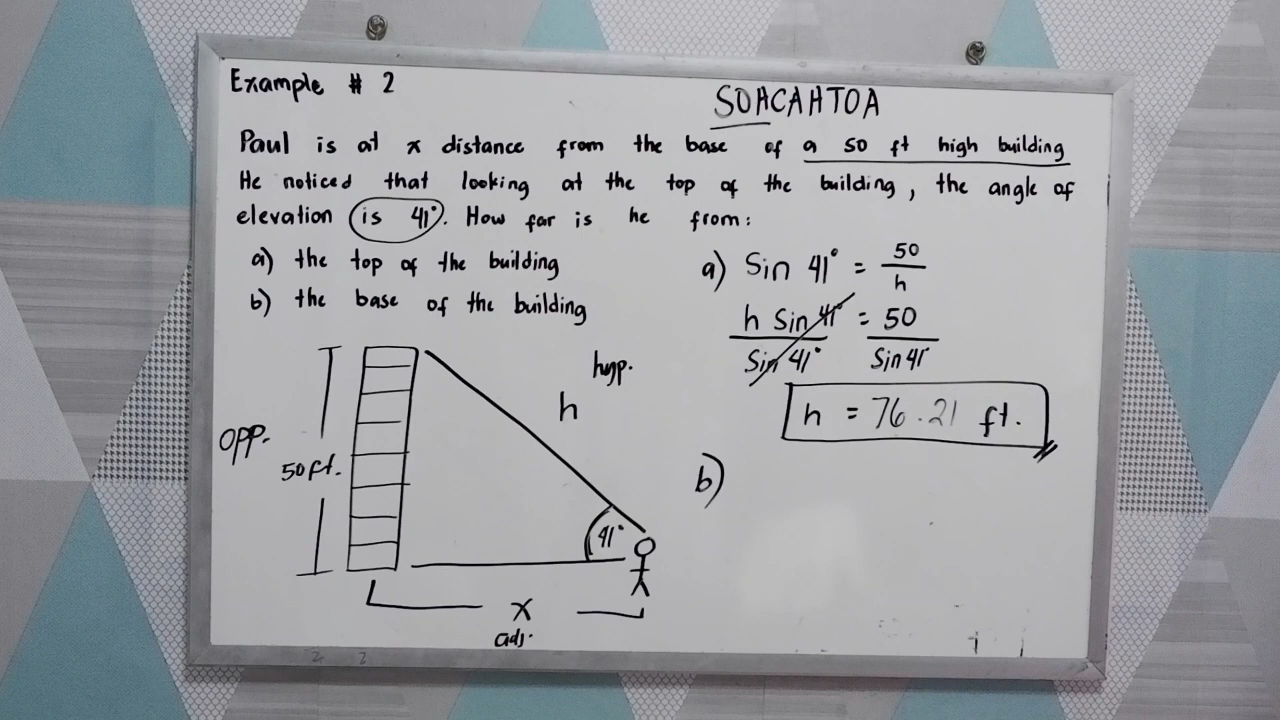 Example # 2
SOHCAHTOA
Paul is at x distance from the base of a 50 ft high building
He noticed that looking at the top of the building, the angle of
elevation is 41°. How far is he from:
a) the top of the building
b) the base of the building
a) Sin 41° = 50/h
h Sin 41° = 50
Sin 41° Sin 41°
h = 76.21 ft.
b)
hyp.
h
opp.
50ft.
41°
x
adj.